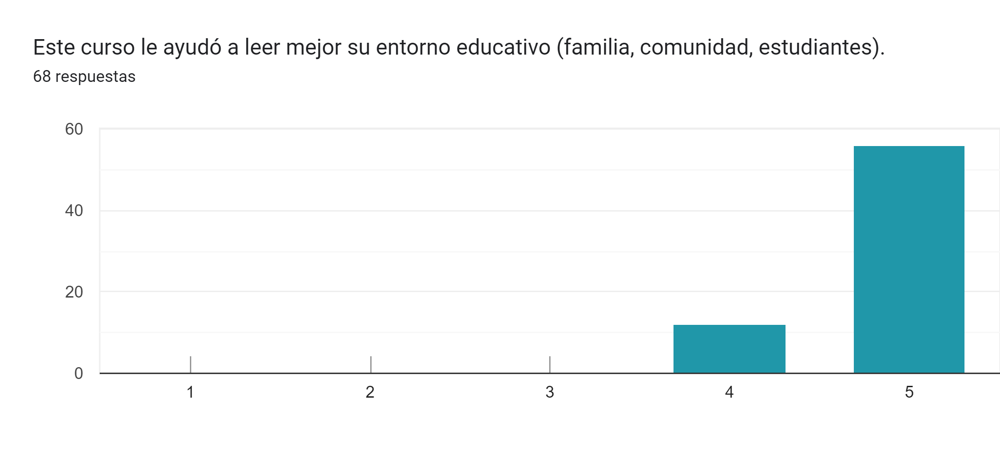 Este curso le ayudó a leer mejor su entorno educativo (familia, comunidad, estudiantes).
68 respuestas
60
40
20
0
1 2 3 4 5